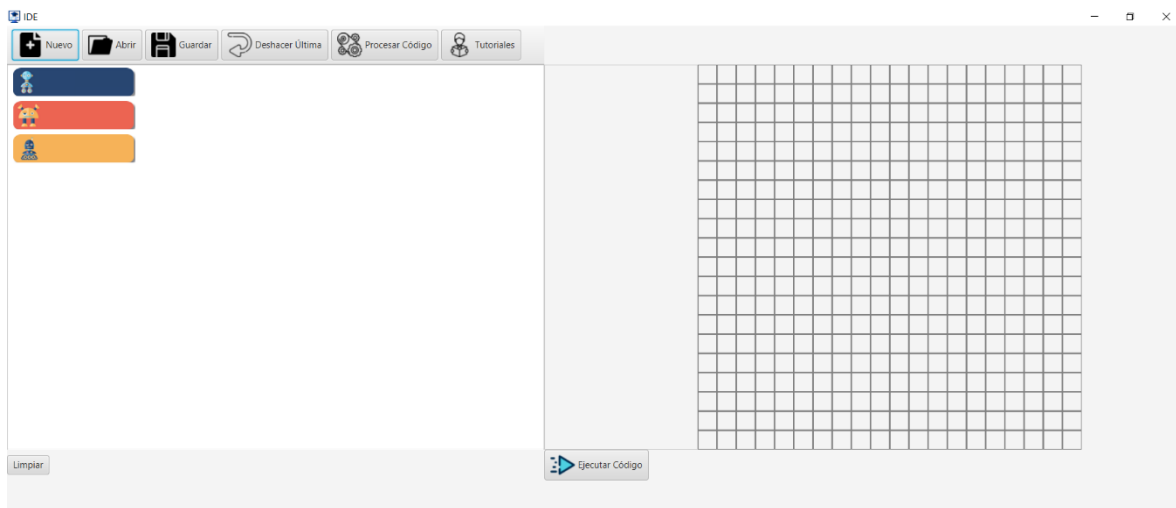 IDE
Nuevo Abrir Guardar Deshacer Última Procesar Código Tutoriales
Limpiar Ejecutar Código